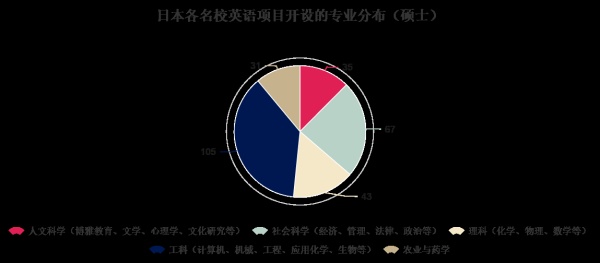 日本各名校英语项目开设的专业分布（硕士）
31
35
67
105
43
人文科学（博雅教育、文学、心理学、文化研究等）
社会科学（经济、管理、法律、政治等）
理科（化学、物理、数学等）
工科（计算机、机械、工程、应用化学、生物等）
农业与药学